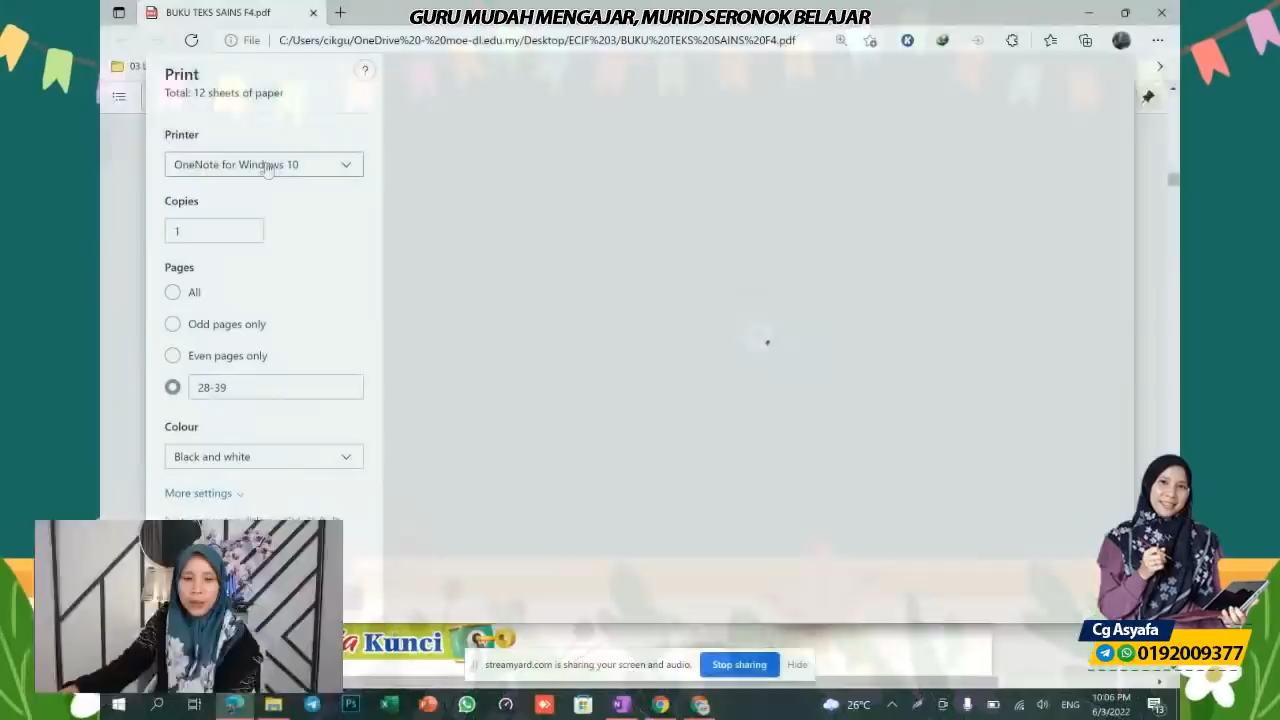 GURU MUDAH MENGAJAR, MURID SERONOK BELAJAR
BUKU TEKS SAINS F4.pdf
File
C:/Users/cikgu/OneDrive%20-%20moe-dl.edu.my/Desktop/ECIF%203/BUKU%20TEKS%20SAINS%20F4.pdf
Print
?
Total: 12 sheets of paper
Printer
OneNote for Windows 10
Copies
1
Pages
All
Odd pages only
Even pages only
28-39
Colour
Black and white
More settings
Kunci
streamyard.com is sharing your screen and audio.
Stop sharing
Hide
Cg Asyafa
0192009377
26°C
ENG
10:06 PM
6/3/2022
13